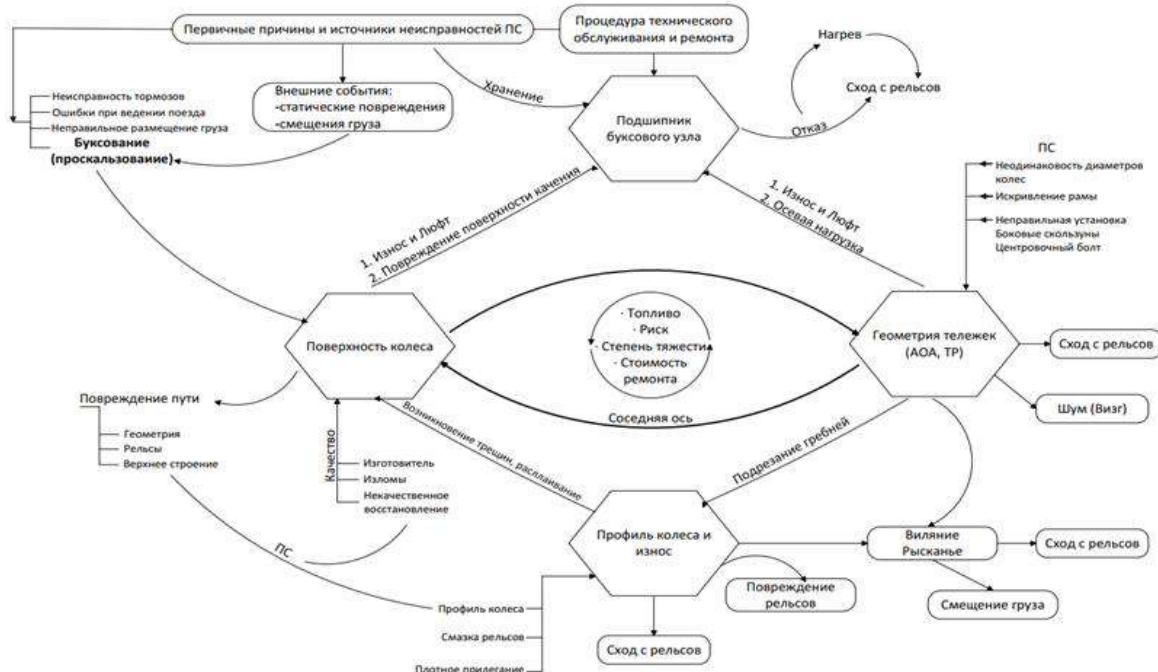 Первичные причины и источники неисправностей ПС
Процедура технического
обслуживания и ремонта
Нагрев
Сход с рельсов
Отказ
Хранение
Неисправность тормозов
Ошибки при ведении поезда
Неправильное размещение груза
Буксование
(проскальзование)
Внешние события:
-статические повреждения
-смещения груза
Подшипник
буксового узла
ПС
Неодинаковость диаметров
колес
Искривление рамы
Неправильная установка
Боковые скользуны
Центровочный болт
1. Износ и Люфт
2. Повреждение поверхности качения
1. Износ и Люфт
2. Осевая нагрузка
Поверхность колеса
· Топливо
· Риск
· Степень тяжести
· Стоимость
ремонта
Геометрия тележек
(АОА, ТР)
Сход с рельсов
Шум (Визг)
Соседняя ось
Повреждение пути
Геометрия
Рельсы
Верхнее строение
Качество
Изготовитель
Изломы
Некачественное
восстановление
Возникновение трещин, расплаивание
Подрезание гребней
ПС
Профиль колеса и
износ
Виляние
Рысканье
Сход с рельсов
Смещение груза
Повреждение
рельсов
Сход с рельсов
Профиль колеса
Смазка рельсов
Плотное прилегание